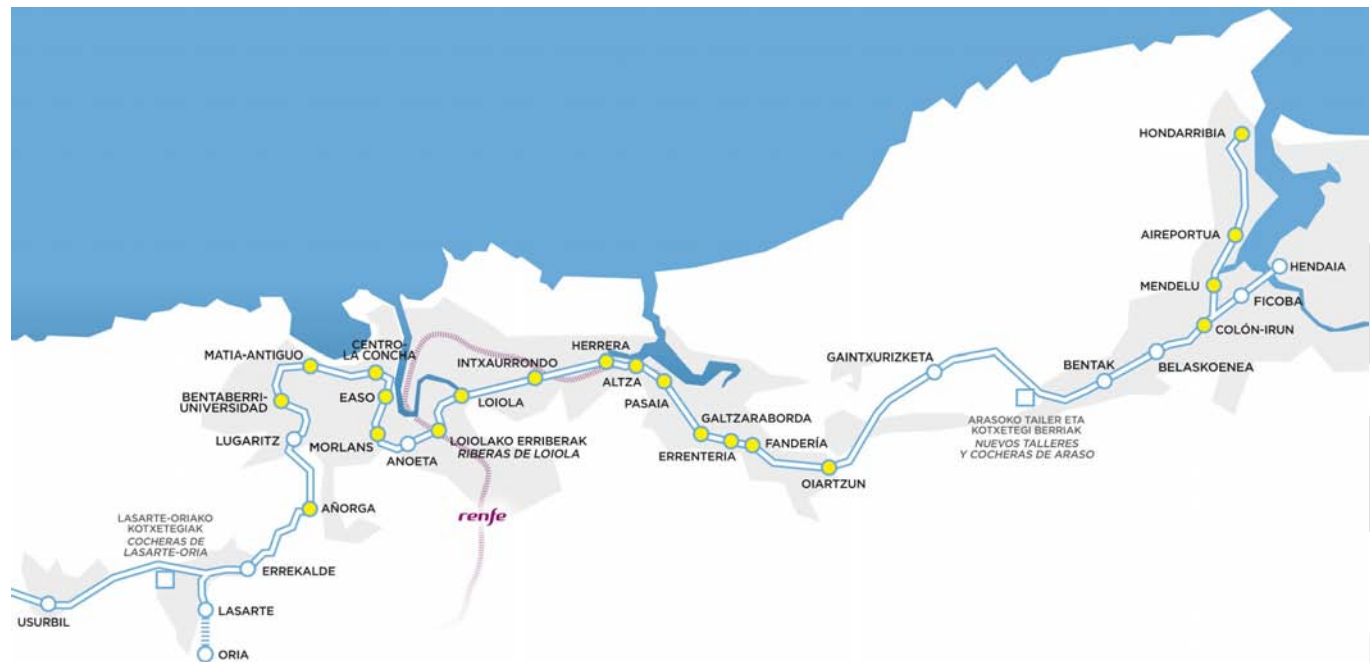 HONDARRIBIA
AIREPORTUA
HENDAIA
MENDELU
FICOBA
COLÓN-IRUN
CENTRO-
LA CONCHA
MATIA-ANTIGUO
HERRERA
INTXAURRONDO
GAINTXURIZKETA
BENTAK
BELASKOENEA
ALTZA
BENTABERRI-
UNIVERSIDAD
EASO
LOIOLA
PASAIA
GALTZARABORDA
ARASOKO TAILER ETA
KOTXETEGI BERRIAK
NUEVOS TALLERES
Y COCHERAS DE ARASO
LUGARITZ
MORLANS
LOIOLAKO ERRIBERAK
RIBERAS DE LOIOLA
FANDERÍA
ANOETA
ERRENTERIA
OIARTZUN
AÑORGA
renfe
LASARTE-ORIAKO
KOTXETEGIAK
COCHERAS DE
LASARTE-ORIA
ERREKALDE
LASARTE
USURBIL
ORIA